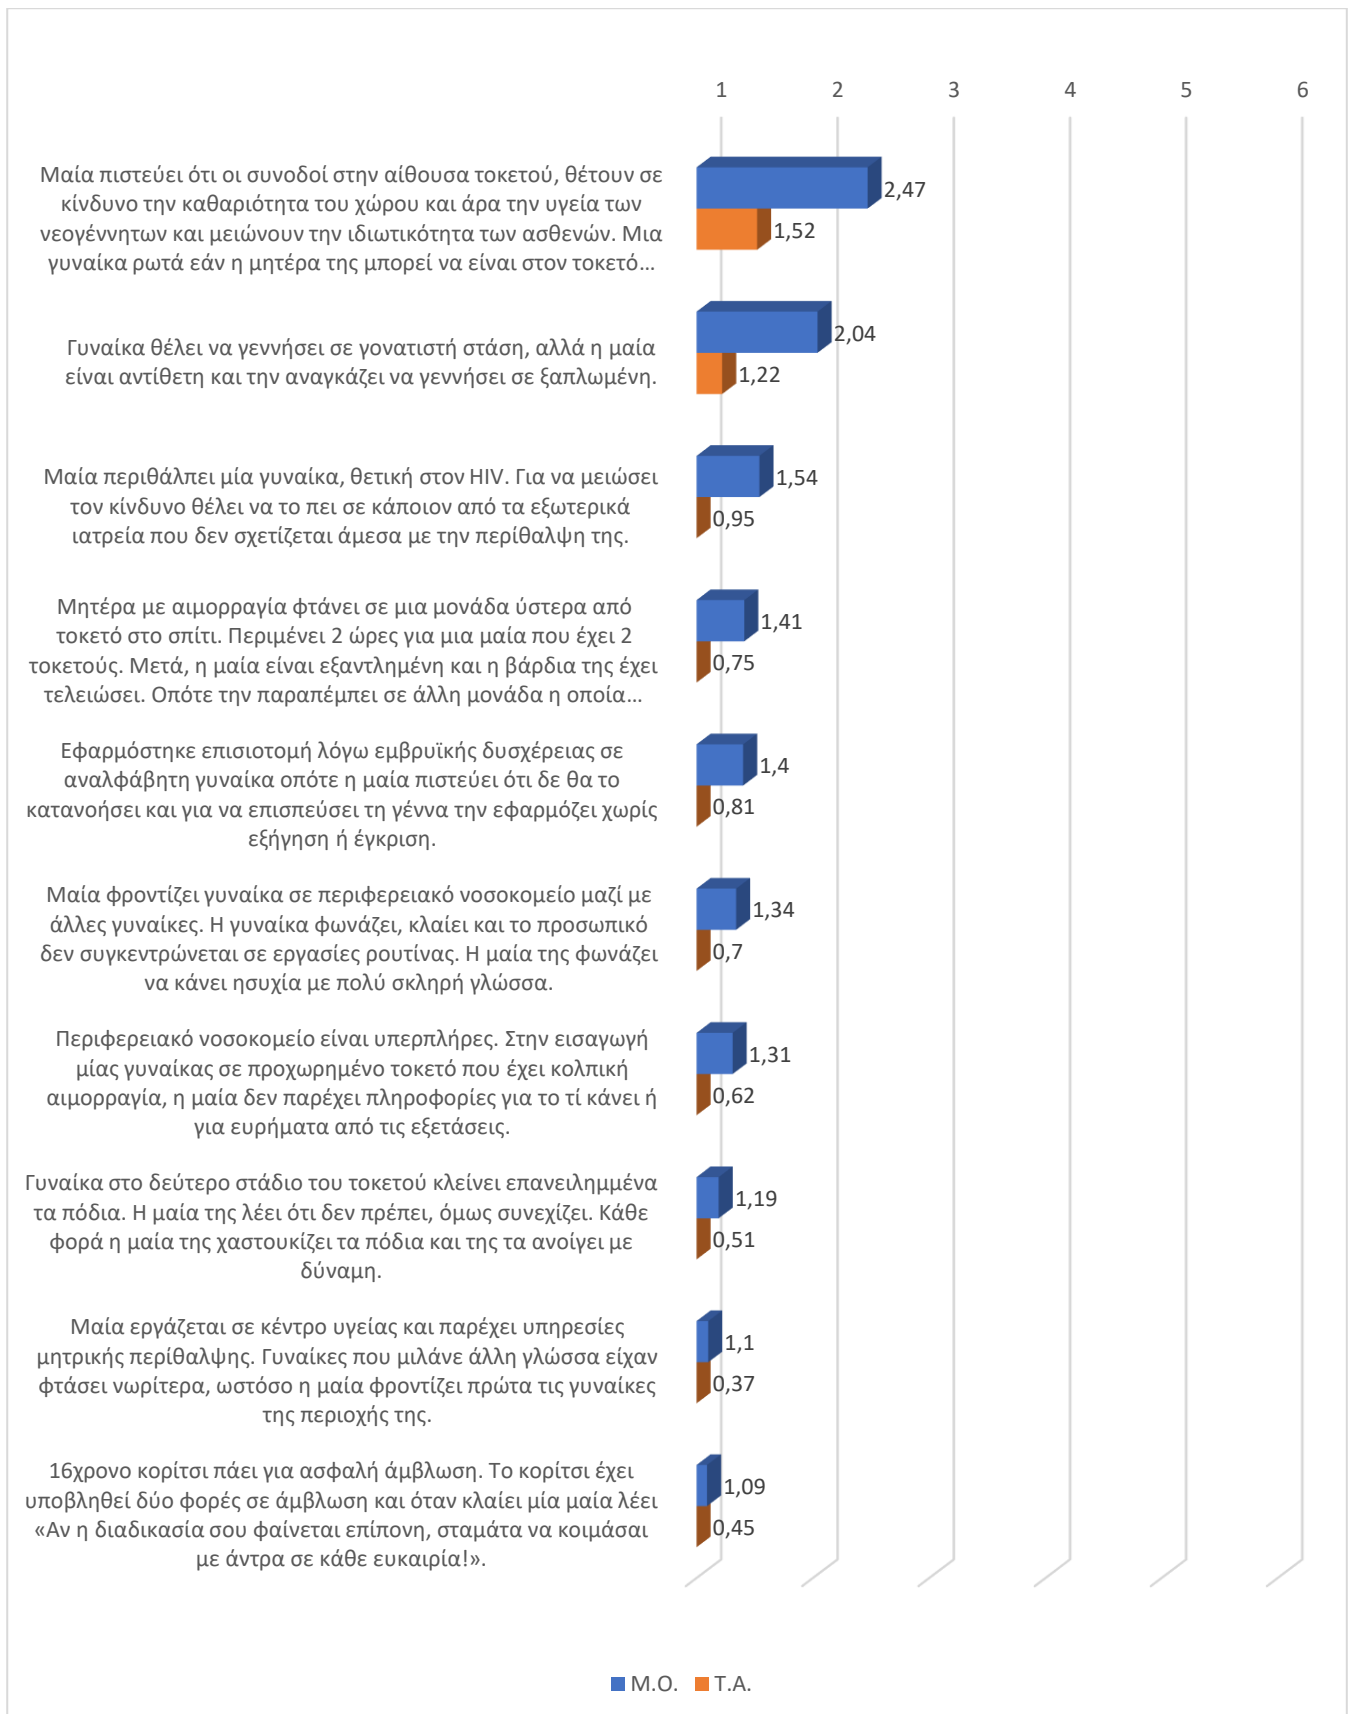 1 2 3 4 5 6
Μαία πιστεύει ότι οι συνοδοί στην αίθουσα τοκετού, θέτουν σε
κίνδυνο την καθαριότητα του χώρου και άρα την υγεία των
νεογέννητων και μειώνουν την ιδιωτικότητα των ασθενών. Μια
γυναίκα ρωτά εάν η μητέρα της μπορεί να είναι στον τοκετό...
2,47
1,52
Γυναίκα θέλει να γεννήσει σε γονατιστή στάση, αλλά η μαία
είναι αντίθετη και την αναγκάζει να γεννήσει σε ξαπλωμένη.
2,04
1,22
Μαία περιθάλπει μία γυναίκα, θετική στον HIV. Για να μειώσει
τον κίνδυνο θέλει να το πει σε κάποιον από τα εξωτερικά
ιατρεία που δεν σχετίζεται άμεσα με την περίθαλψη της.
1,54
0,95
Μητέρα με αιμορραγία φτάνει σε μια μονάδα ύστερα από
τοκετό στο σπίτι. Περιμένει 2 ώρες για μια μαία που έχει 2
τοκετούς. Μετά, η μαία είναι εξαντλημένη και η βάρδια της έχει
τελειώσει. Οπότε την παραπέμπει σε άλλη μονάδα η οποία...
1,41
0,75
Εφαρμόστηκε επισιοτομή λόγω εμβρυϊκής δυσχέρειας σε
αναλφάβητη γυναίκα οπότε η μαία πιστεύει ότι δε θα το
κατανοήσει και για να επισπεύσει τη γέννα την εφαρμόζει χωρίς
εξήγηση ή έγκριση.
1,4
0,81
Μαία φροντίζει γυναίκα σε περιφερειακό νοσοκομείο μαζί με
άλλες γυναίκες. Η γυναίκα φωνάζει, κλαίει και το προσωπικό
δεν συγκεντρώνεται σε εργασίες ρουτίνας. Η μαία της φωνάζει
να κάνει ησυχία με πολύ σκληρή γλώσσα.
1,34
0,7
Περιφερειακό νοσοκομείο είναι υπερπλήρες. Στην εισαγωγή
μίας γυναίκας σε προχωρημένο τοκετό που έχει κολπική
αιμορραγία, η μαία δεν παρέχει πληροφορίες για το τί κάνει ή
για ευρήματα από τις εξετάσεις.
1,31
0,62
Γυναίκα στο δεύτερο στάδιο του τοκετού κλείνει επανειλημμένα
τα πόδια. Η μαία της λέει ότι δεν πρέπει, όμως συνεχίζει. Κάθε
φορά η μαία της χαστουκίζει τα πόδια και της τα ανοίγει με
δύναμη.
1,19
0,51
Μαία εργάζεται σε κέντρο υγείας και παρέχει υπηρεσίες
μητρικής περίθαλψης. Γυναίκες που μιλάνε άλλη γλώσσα είχαν
φτάσει νωρίτερα, ωστόσο η μαία φροντίζει πρώτα τις γυναίκες
της περιοχής της.
1,1
0,37
16χρονο κορίτσι πάει για ασφαλή άμβλωση. Το κορίτσι έχει
υποβληθεί δύο φορές σε άμβλωση και όταν κλαίει μία μαία λέει
«Αν η διαδικασία σου φαίνεται επίπονη, σταμάτα να κοιμάσαι
με άντρα σε κάθε ευκαιρία!».
1,09
0,45
Μ.Ο. Τ.Α.